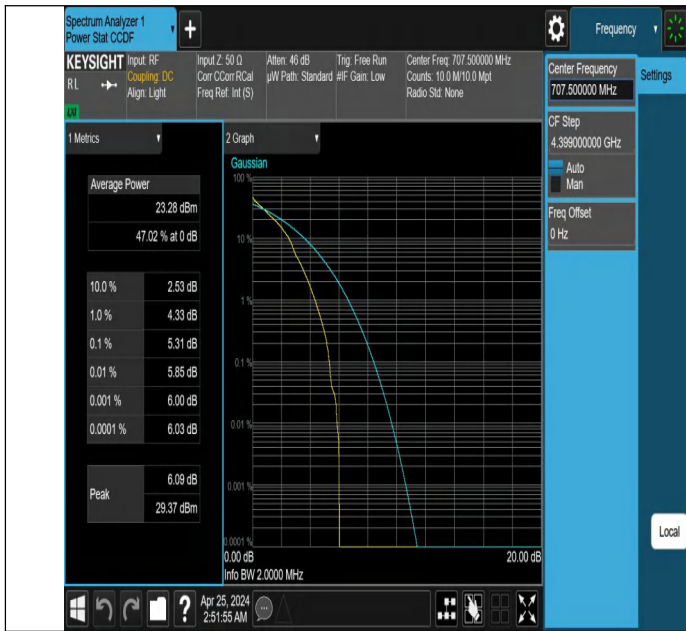 Spectrum Analyzer 1
Power Stat CCDF
Frequency
KEYSIGHT
RL
LXI
Input: RF
Coupling: DC
Align: Light
Input Z: 50 Ω
Corr CCorr RCal
Freq Ref: Int (S)
Atten: 46 dB
µW Path: Standard
Trig: Free Run
#IF Gain: Low
Center Freq: 707.500000 MHz
Counts: 10.0 M/10.0 Mpt
Radio Std: None
Center Frequency
707.500000 MHz
Settings
CF Step
4.399000000 GHz
Auto
Man
Freq Offset
0 Hz
Local
1 Metrics
Average Power
23.28 dBm
47.02 % at 0 dB
10.0 % 2.53 dB
1.0 % 4.33 dB
0.1 % 5.31 dB
0.01 % 5.85 dB
0.001 % 6.00 dB
0.0001 % 6.03 dB
Peak
6.09 dB
29.37 dBm
2 Graph
Gaussian
100 %
10 %
1 %
0.1 %
0.01 %
0.001 %
0.0001 %
0.00 dB 20.00 dB
Info BW 2.0000 MHz
?
Apr 25, 2024
2:51:55 AM